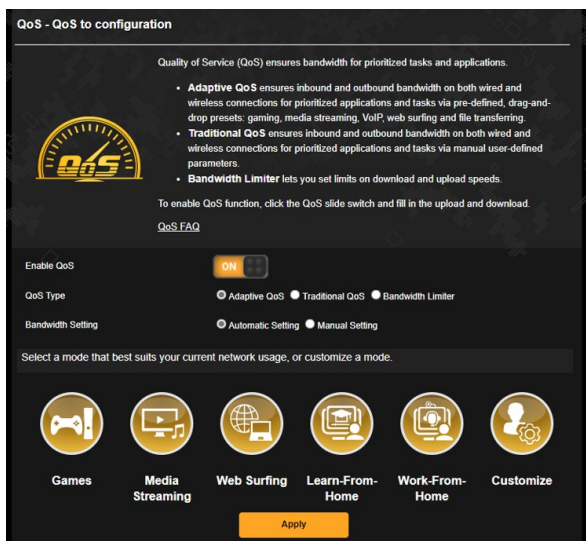 QoS - QoS to configuration
Quality of Service (QoS) ensures bandwidth for prioritized tasks and applications.
• Adaptive QoS ensures inbound and outbound bandwidth on both wired and
wireless connections for prioritized applications and tasks via pre-defined, drag-and-
drop presets: gaming, media streaming, VoIP, web surfing and file transferring.
• Traditional QoS ensures inbound and outbound bandwidth on both wired and
wireless connections for prioritized applications and tasks via manual user-defined
parameters.
• Bandwidth Limiter lets you set limits on download and upload speeds.
QoS
To enable QoS function, click the QoS slide switch and fill in the upload and download.
QoS FAQ
Enable QoS ON
QoS Type Adaptive QoS Traditional QoS Bandwidth Limiter
Bandwidth Setting Automatic Setting Manual Setting
Select a mode that best suits your current network usage, or customize a mode.
Games Media Web Surfing Learn-From- Work-From- Customize
Streaming Home Home
Apply